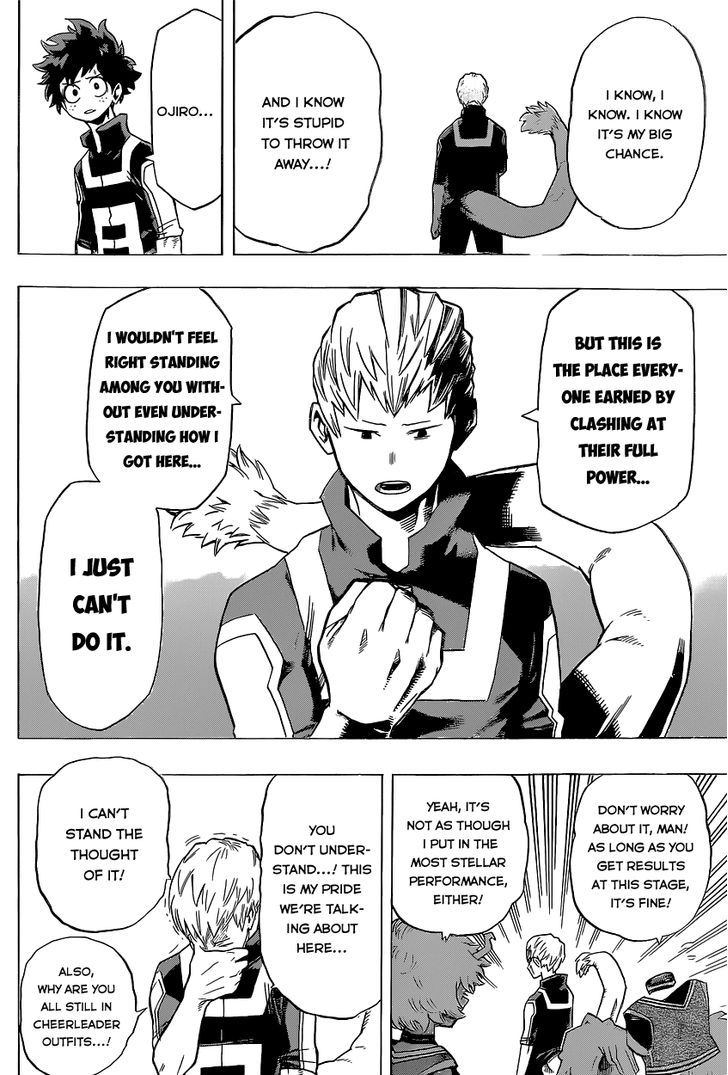 I KNOW, I
KNOW. I KNOW
IT'S MY BIG
CHANCE.
AND I KNOW
IT'S STUPID
TO THROW IT
AWAY...!
OJIRO...
BUT THIS IS
THE PLACE EVERY-
ONE EARNED BY
CLASHING AT
THEIR FULL
POWER...
I WOULDN'T FEEL
RIGHT STANDING
AMONG YOU WITH-
OUT EVEN UNDER-
STANDING HOW I
GOT HERE...
I JUST
CAN'T
DO IT.
DON'T WORRY
ABOUT IT, MAN!
AS LONG AS YOU
GET RESULTS
AT THIS STAGE,
IT'S FINE!
YEAH, IT'S
NOT AS THOUGH
I PUT IN THE
MOST STELLAR
PERFORMANCE,
EITHER!
YOU
DON'T UNDER-
STAND...! THIS
IS MY PRIDE
WE'RE TALK-
ING ABOUT
HERE...
I CAN'T
STAND THE
THOUGHT
OF IT!
ALSO,
WHY ARE YOU
ALL STILL IN
CHEERLEADER
OUTFITS...!